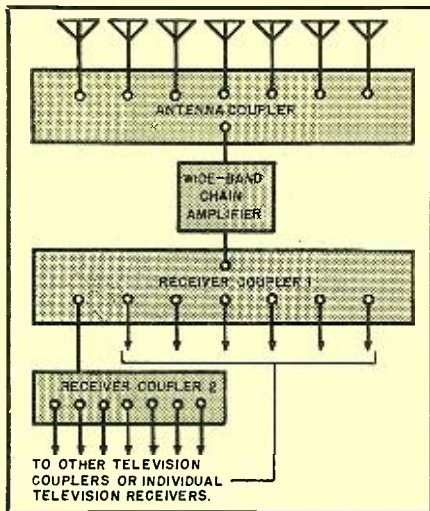 ANTENNA COUPLER
WIDE-BAND
CHAIN
AMPLIFIER
RECEIVER COUPLER 1
RECEIVER COUPLER 2
TO OTHER TELEVISION
COUPLERS OR INDIVIDUAL
TELEVISION RECEIVERS.